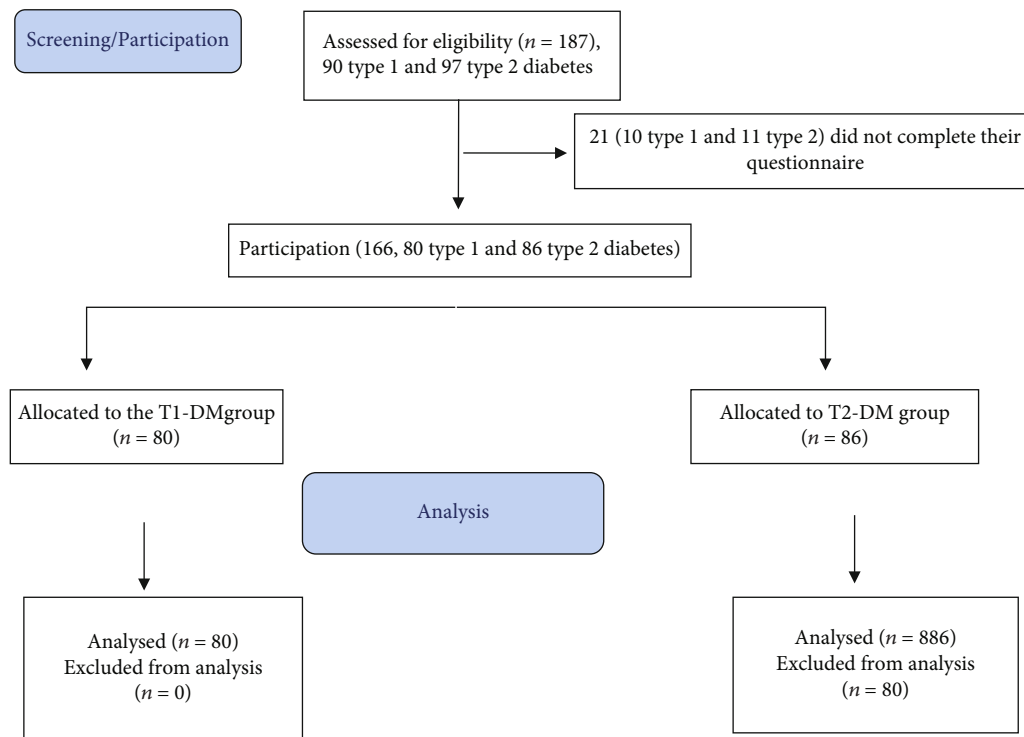 Screening/Participation
Assessed for eligibility (n = 187),
90 type 1 and 97 type 2 diabetes
21 (10 type 1 and 11 type 2) did not complete their
questionnaire
Participation (166, 80 type 1 and 86 type 2 diabetes)
Allocated to the T1-DMgroup
(n = 80)
Allocated to T2-DM group
(n = 86)
Analysis
Analysed (n = 80)
Excluded from analysis
(n = 0)
Analysed (n = 886)
Excluded from analysis
(n = 80)